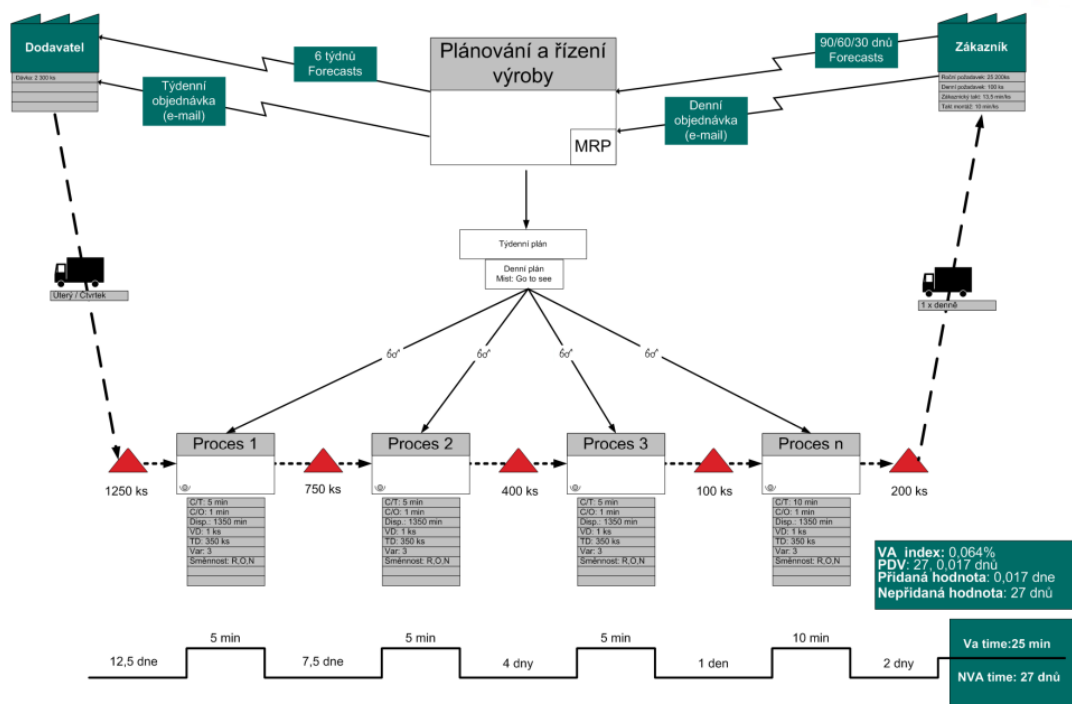 Dodavatel
Dávka: 2 300 ks
6 týdnů
Forecasts
Týdenní
objednávka
(e-mail)
Plánování a řízení
výroby
MRP
90/60/30 dnů
Forecasts
Denní
objednávka
(e-mail)
Zákazník
Roční požadavek: 25 200ks
Denní požadavek: 100 ks
Zákaznický takt: 13,5 min/ks
Takt montáž: 10 min/ks
Týdenní plán
Denní plán
Míst: Go to see
Úterý / Čtvrtek
1 x denně
Proces 1
Proces 2
Proces 3
Proces n
1250 ks
750 ks
400 ks
100 ks
200 ks
C/T: 5 min
C/O: 1 min
Disp.: 1350 min
VD: 1 ks
TD: 350 ks
Var: 3
Směnnost: R,O,N
C/T: 5 min
C/O: 1 min
Disp.: 1350 min
VD: 1 ks
TD: 350 ks
Var: 3
Směnnost: R,O,N
C/T: 5 min
C/O: 1 min
Disp.: 1350 min
VD: 1 ks
TD: 350 ks
Var: 3
Směnnost: R,O,N
C/T: 10 min
C/O: 1 min
Disp.: 1350 min
VD: 1 ks
TD: 350 ks
Var: 3
Směnnost: R,O,N
VA index: 0,064%
PDV: 27, 0,017 dnů
Přidaná hodnota: 0,017 dne
Nepřidaná hodnota: 27 dnů
12,5 dne
5 min
7,5 dne
5 min
4 dny
5 min
1 den
10 min
2 dny
Va time:25 min
NVA time: 27 dnů